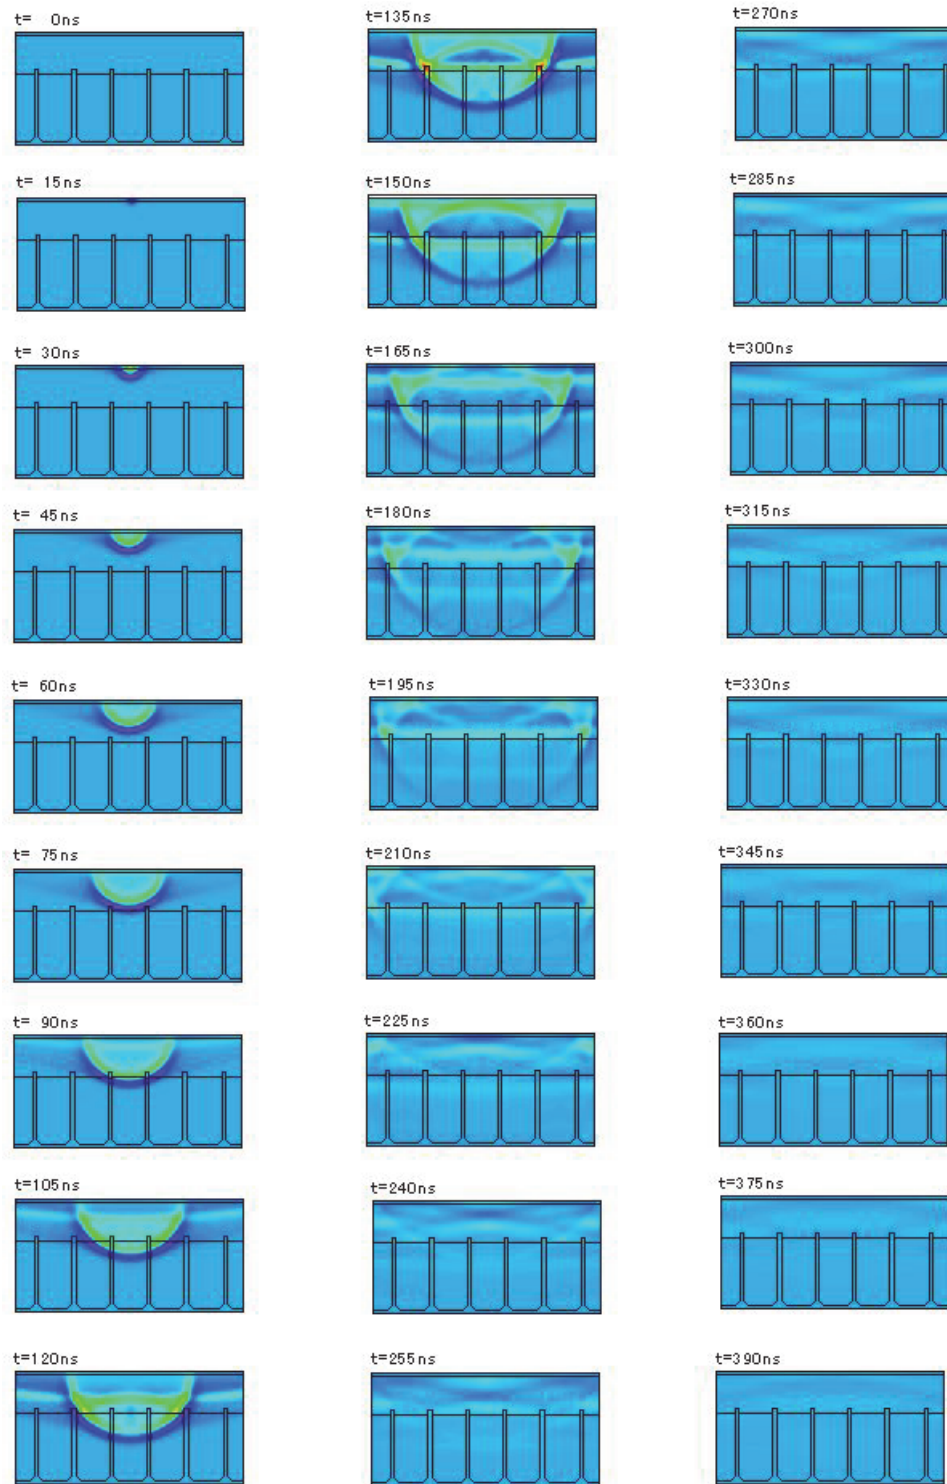 t= 0ns
t= 15ns
t= 30ns
t= 45ns
t= 60ns
t= 75ns
t= 90ns
t=105ns
t=120ns
t=135ns
t=150ns
t=165ns
t=180ns
t=195ns
t=210ns
t=225ns
t=240ns
t=255ns
t=270ns
t=285ns
t=300ns
t=315ns
t=330ns
t=345ns
t=360ns
t=375ns
t=390ns